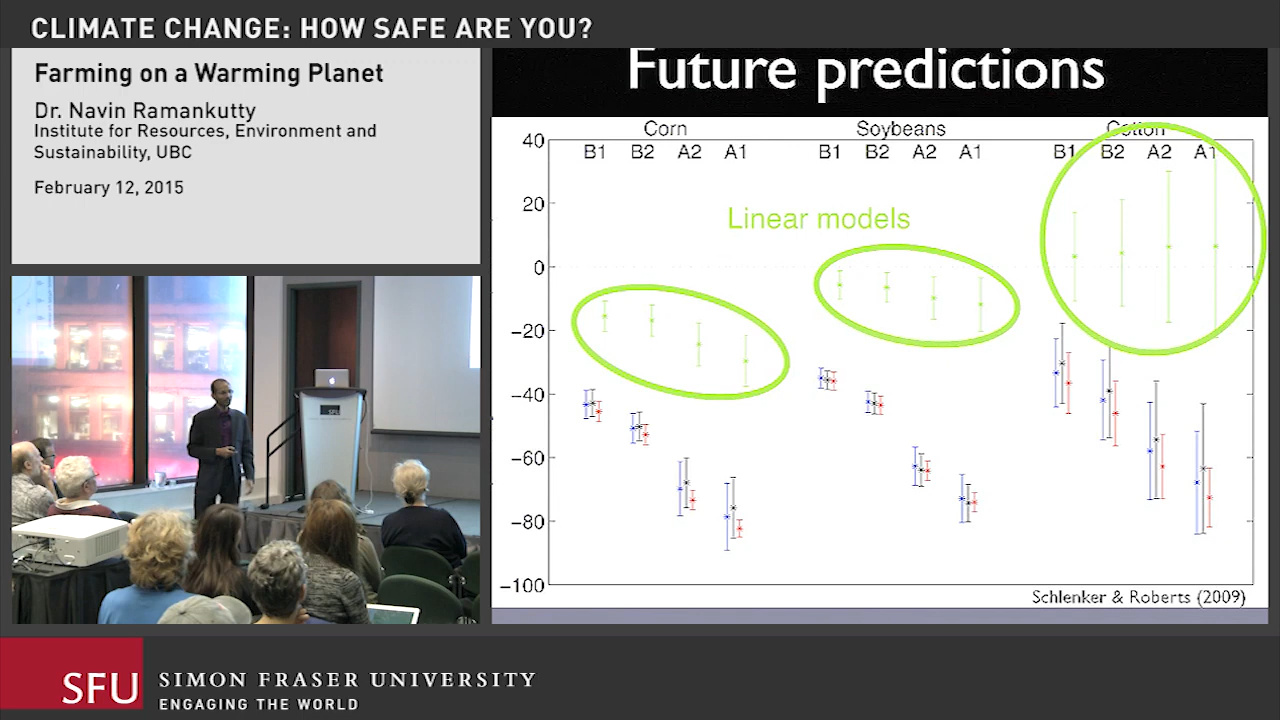 CLIMATE CHANGE: HOW SAFE ARE YOU?
Farming on a Warming Planet
Dr. Navin Ramankutty
Institute for Resources, Environment and
Sustainability, UBC
February 12, 2015
Future predictions
Corn Soybeans Cotton
B1 B2 A2 A1 B1 B2 A2 A1 B1 B2 A2 A1
40
20
0
−20
−40
−60
−80
−100
Linear models
Schlenker & Roberts (2009)
SFU
SFU
SIMON FRASER UNIVERSITY
ENGAGING THE WORLD